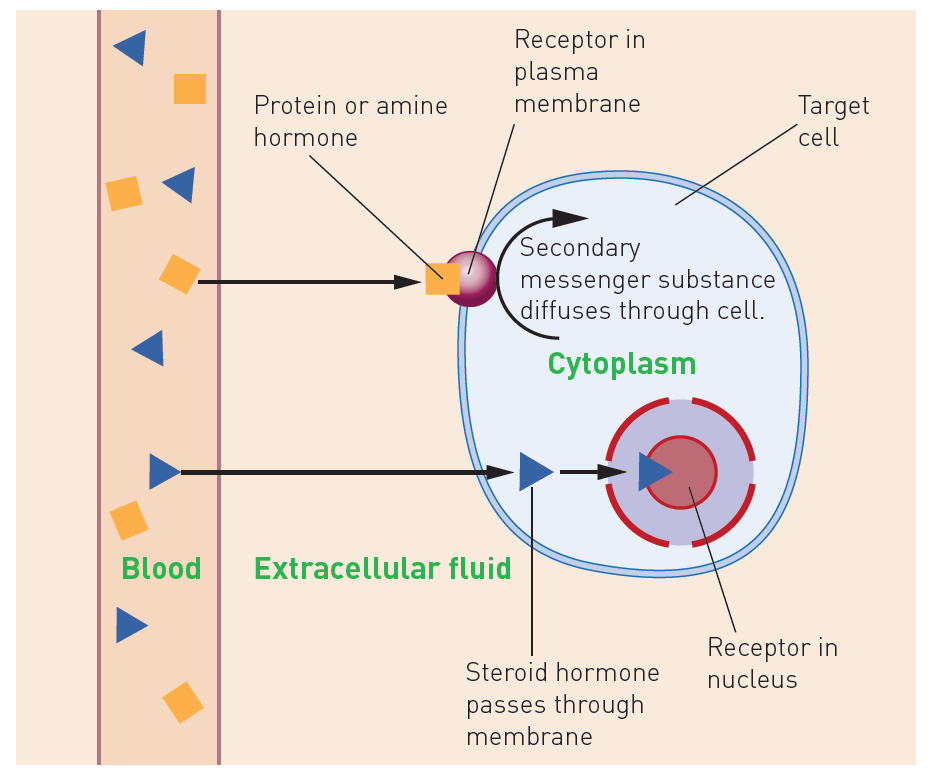 Receptor in
plasma
membrane
Protein or amine
hormone
Target
cell
Secondary
messenger substance
diffuses through cell.
Cytoplasm
Blood
Extracellular fluid
Steroid hormone
passes through
membrane
Receptor in
nucleus